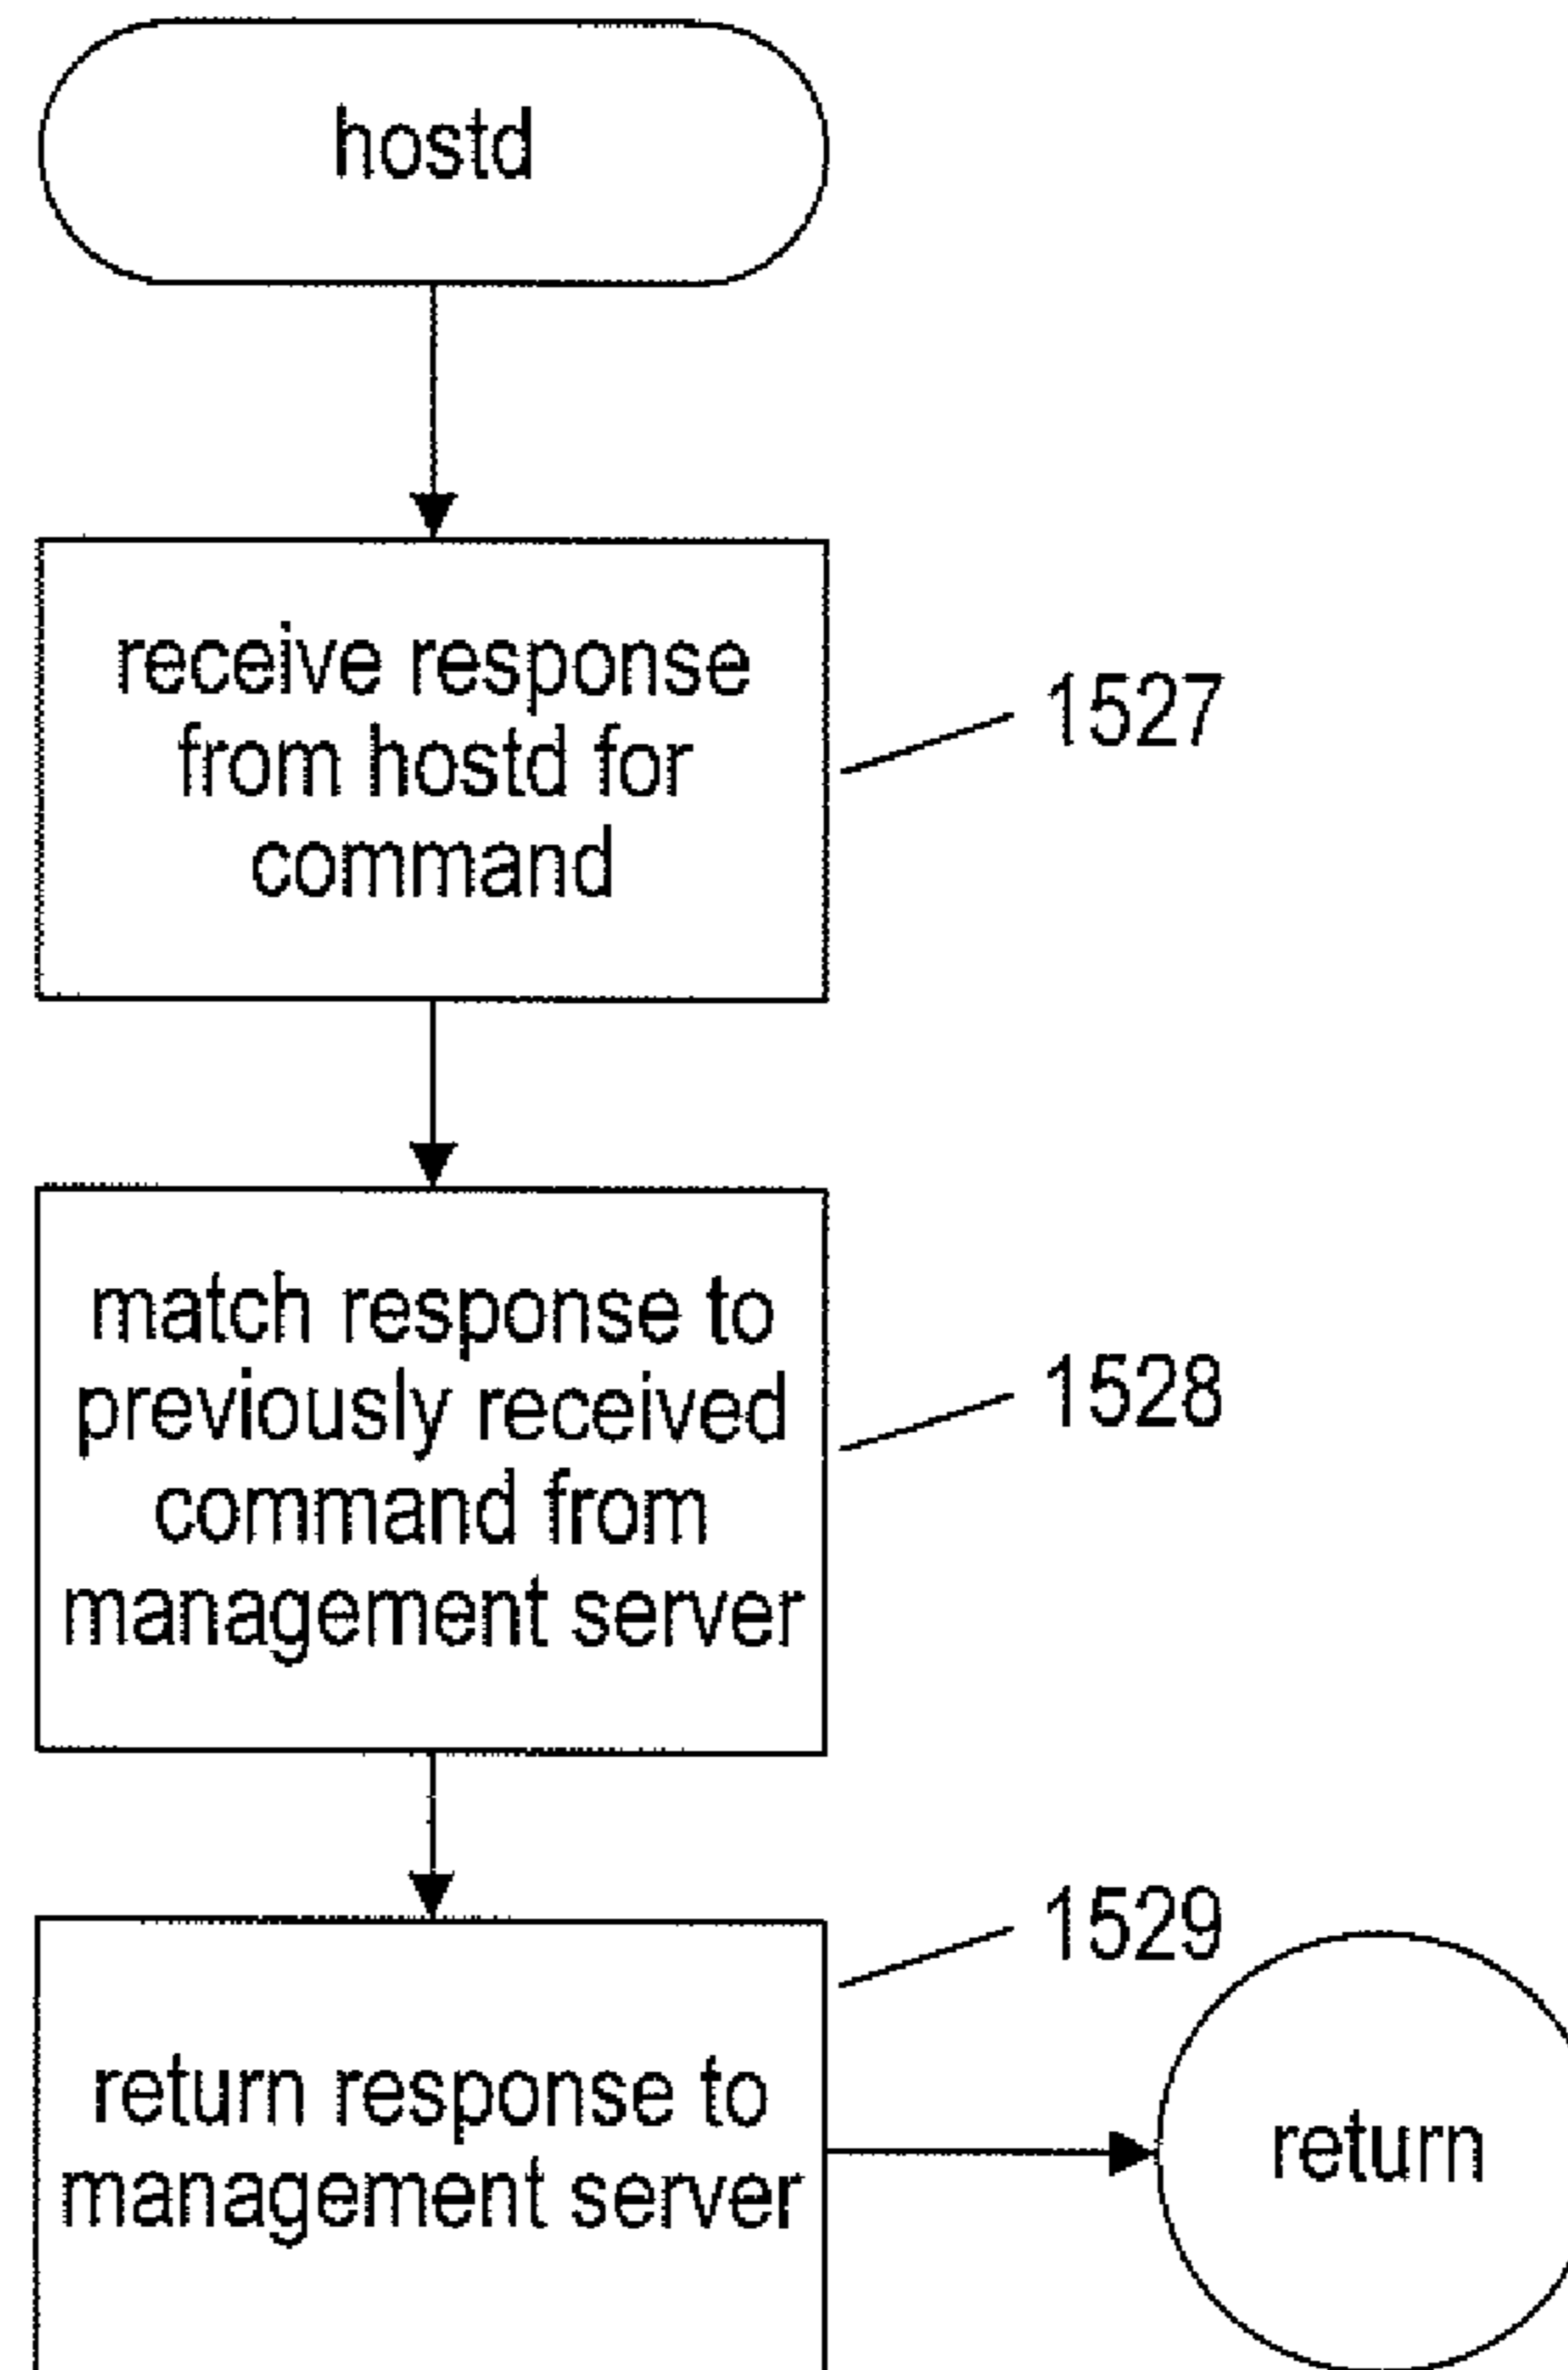 hostd
receive response
from hostd for
command
1527
match response to
previously received
command from
management server
1528
1529
return response to
management server
return